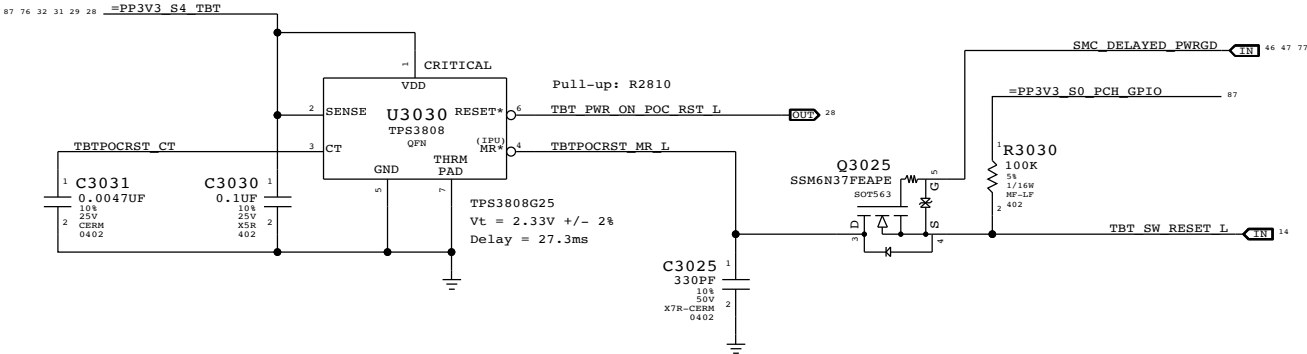 87 76 32 31 29 28 =PP3V3_S4_TBT
SMC_DELAYED_PWRGD IN 46 47 77
1 CRITICAL
VDD
Pull-up: R2810
=PP3V3_S0_PCH_GPIO 87
2 SENSE U3030 RESET* 6 TBT_PWR_ON_POC_RST_L OUT 28
TPS3808
QFN
(IPU)
TBTPOCRST_CT 3 CT MR* 4 TBTPOCRST_MR_L
GND THRM
PAD
5 7
1 C3031
0.0047UF
10%
25V
2 CERM
0402
C3030 1
0.1UF
10%
25V 2
X5R
402
TPS3808G25
Vt = 2.33V +/- 2%
Delay = 27.3ms
Q3025
SSM6N37FEAPE
SOT563
5 G
D S
3 4
1 R3030
100K
5%
1/16W
MF-LF
2 402
TBT_SW_RESET_L IN 14
C3025 1
330PF
10%
50V 2
X7R-CERM
0402